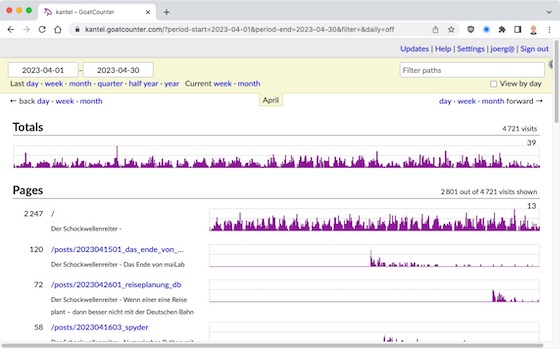 kantel – GoatCounter
kantel.goatcounter.com/?period-start=2023-04-01&period-end=2023-04-30&filter=&daily=off
Updates | Help | Settings | joerg@ | Sign out
2023-04-01 – 2023-04-30
Filter paths
Last day · week · month · quarter · half year · year Current week · month
View by day
← back day · week · month
April
day · week · month forward →
Totals
4 721 visits
39
Pages
2 801 out of 4 721 visits shown
2 247 /
13
Der Schockwellenreiter -
120 /posts/2023041501_das_ende_von_...
Der Schockwellenreiter - Das Ende von maiLab
72 /posts/2023042601_reiseplanung_db
Der Schockwellenreiter - Wenn einer eine Reise
plant – dann besser nicht mit der Deutschen Bahn
58 /posts/2023041603_spyder
Der Schockwellenreiter - Numerisches Python mit